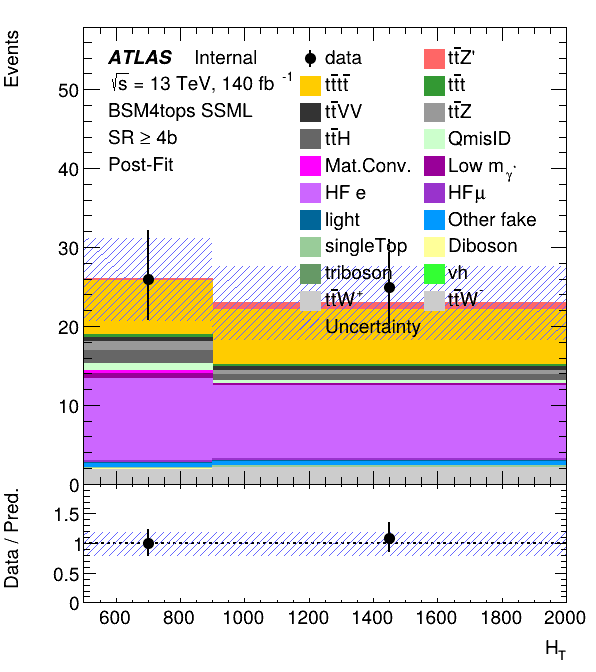 Events
ATLAS Internal
√s = 13 TeV, 140 fb⁻¹
BSM4tops SSML
SR ≥ 4b
Post-Fit
data
tt̄Z'
tt̄tt̄
tt̄t
tt̄VV
tt̄Z
tt̄H
QmisID
Mat.Conv.
Low m_γ*
HF e
HF μ
light
Other fake
singleTop
Diboson
triboson
vh
tt̄W⁺
tt̄W⁻
Uncertainty
50
40
30
20
10
0
Data / Pred.
1.5
1
0.5
0
600 800 1000 1200 1400 1600 1800 2000
H_T